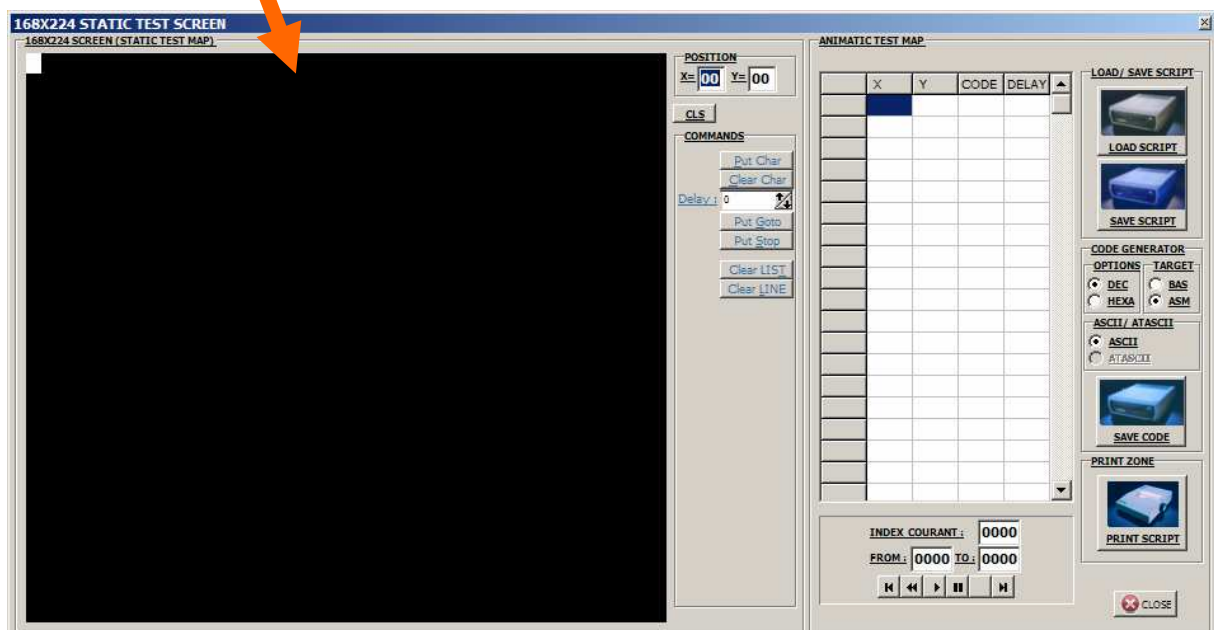 168X224 STATIC TEST SCREEN
168X224 SCREEN (STATIC TEST MAP)
POSITION
X= 00 Y= 00
CLS
COMMANDS
Put Char
Clear Char
Delay : 0
Put Goto
Put Stop
Clear LIST
Clear LINE
ANIMATIC TEST MAP
X Y CODE DELAY
INDEX COURANT : 0000
FROM : 0000 TO : 0000
LOAD/ SAVE SCRIPT
LOAD SCRIPT
SAVE SCRIPT
CODE GENERATOR
OPTIONS TARGET
DEC BAS
HEXA ASM
ASCII/ ATASCII
ASCII
ATASCII
SAVE CODE
PRINT ZONE
PRINT SCRIPT
CLOSE